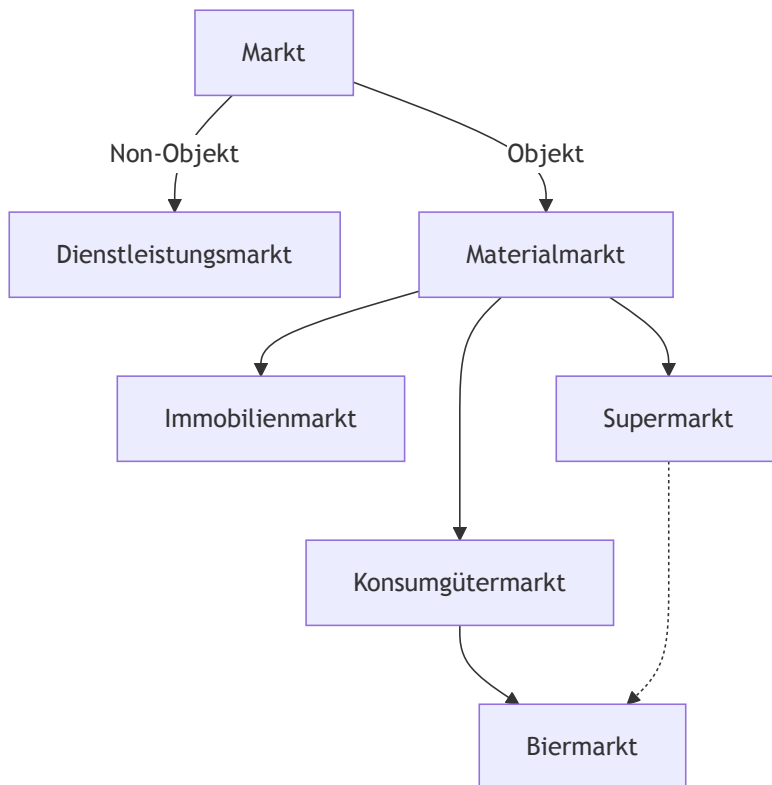 Markt
Non-Objekt
Objekt
Dienstleistungsmarkt
Materialmarkt
Immobilienmarkt
Supermarkt
Konsumgütermarkt
Biermarkt